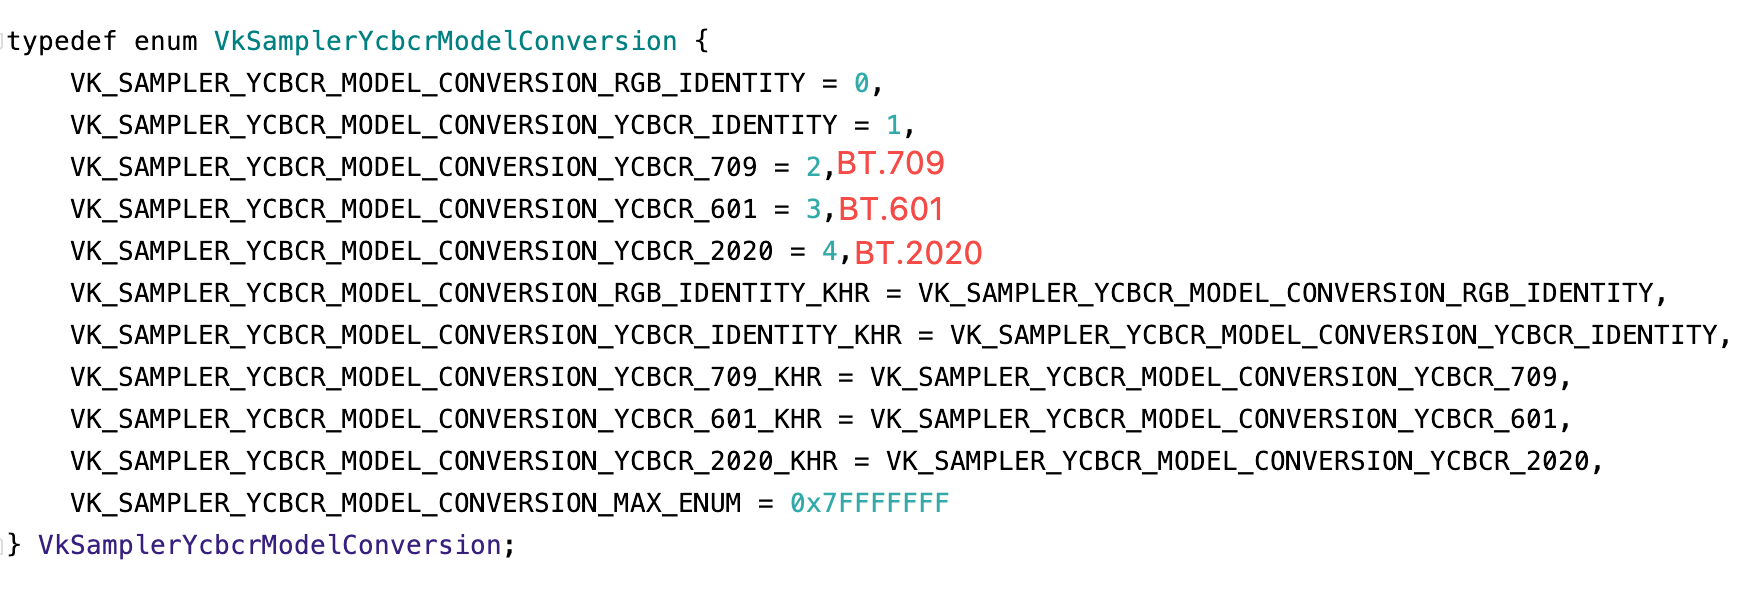 typedef enum VkSamplerYcbcrModelConversion {
VK_SAMPLER_YCBCR_MODEL_CONVERSION_RGB_IDENTITY = 0,
VK_SAMPLER_YCBCR_MODEL_CONVERSION_YCBCR_IDENTITY = 1,
VK_SAMPLER_YCBCR_MODEL_CONVERSION_YCBCR_709 = 2,BT.709
VK_SAMPLER_YCBCR_MODEL_CONVERSION_YCBCR_601 = 3,BT.601
VK_SAMPLER_YCBCR_MODEL_CONVERSION_YCBCR_2020 = 4,BT.2020
VK_SAMPLER_YCBCR_MODEL_CONVERSION_RGB_IDENTITY_KHR = VK_SAMPLER_YCBCR_MODEL_CONVERSION_RGB_IDENTITY,
VK_SAMPLER_YCBCR_MODEL_CONVERSION_YCBCR_IDENTITY_KHR = VK_SAMPLER_YCBCR_MODEL_CONVERSION_YCBCR_IDENTITY,
VK_SAMPLER_YCBCR_MODEL_CONVERSION_YCBCR_709_KHR = VK_SAMPLER_YCBCR_MODEL_CONVERSION_YCBCR_709,
VK_SAMPLER_YCBCR_MODEL_CONVERSION_YCBCR_601_KHR = VK_SAMPLER_YCBCR_MODEL_CONVERSION_YCBCR_601,
VK_SAMPLER_YCBCR_MODEL_CONVERSION_YCBCR_2020_KHR = VK_SAMPLER_YCBCR_MODEL_CONVERSION_YCBCR_2020,
VK_SAMPLER_YCBCR_MODEL_CONVERSION_MAX_ENUM = 0x7FFFFFFF
} VkSamplerYcbcrModelConversion;